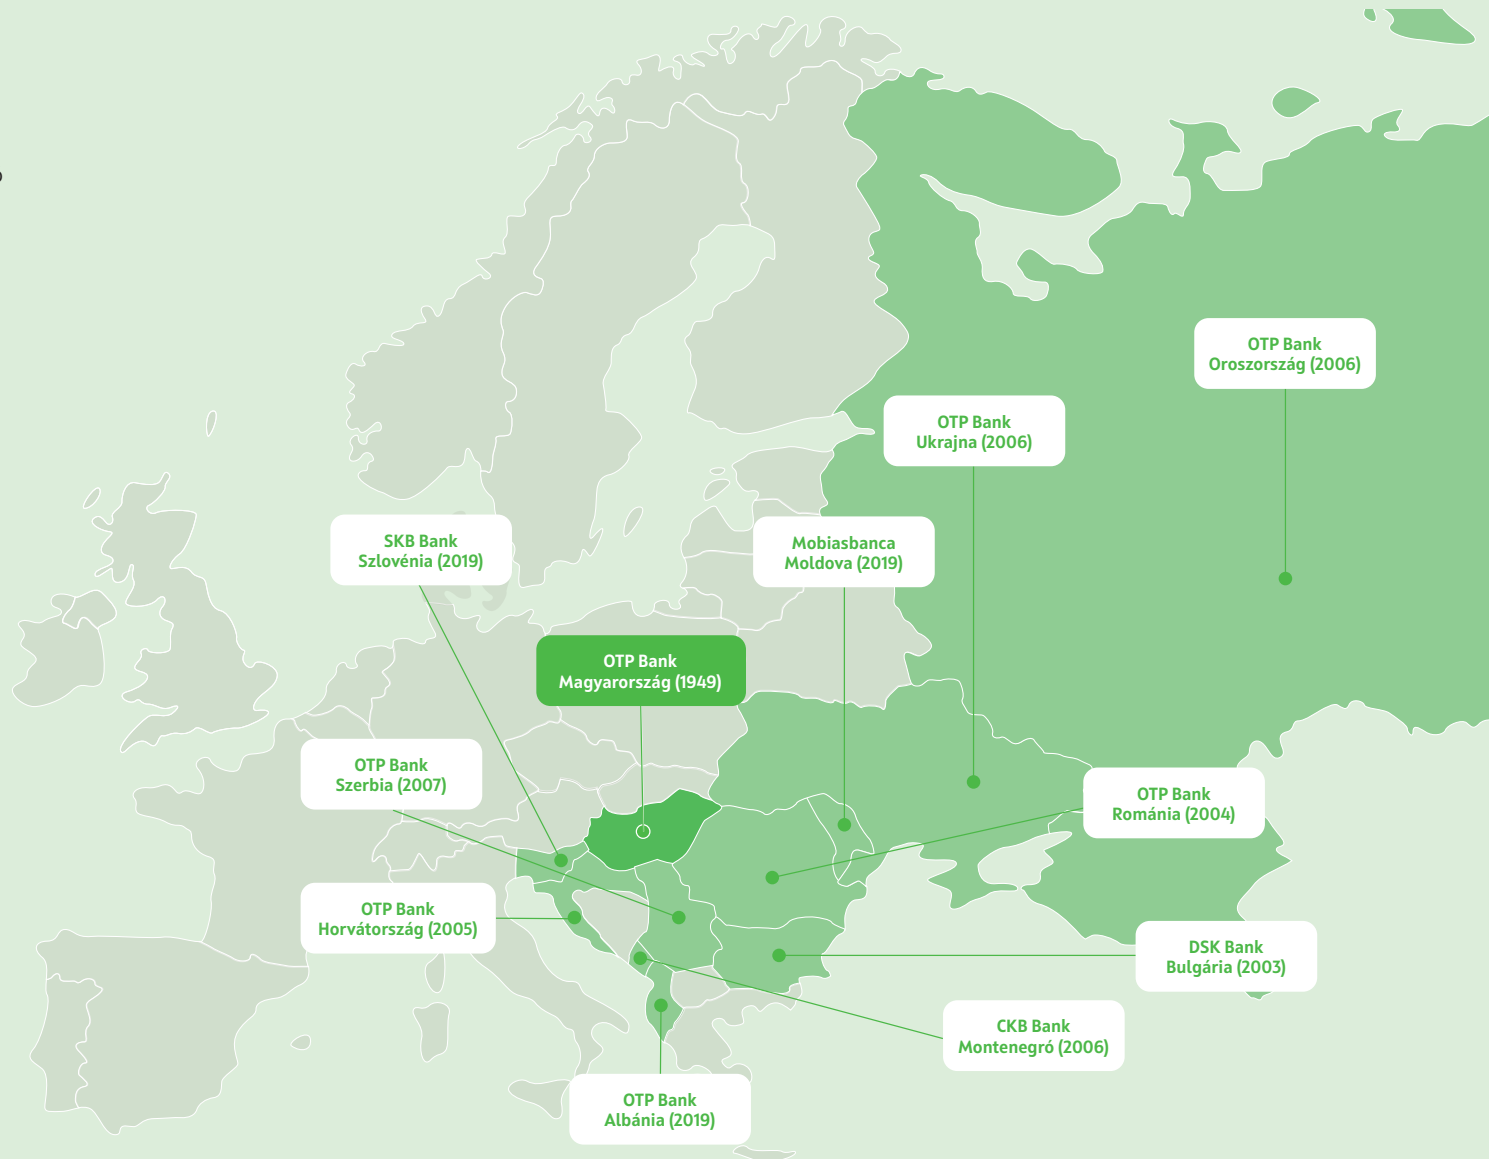 OTP Bank
Oroszország (2006)
OTP Bank
Ukrajna (2006)
SKB Bank
Szlovénia (2019)
Mobiasbanca
Moldova (2019)
OTP Bank
Magyarország (1949)
OTP Bank
Szerbia (2007)
OTP Bank
Románia (2004)
OTP Bank
Horvátország (2005)
DSK Bank
Bulgária (2003)
CKB Bank
Montenegró (2006)
OTP Bank
Albánia (2019)